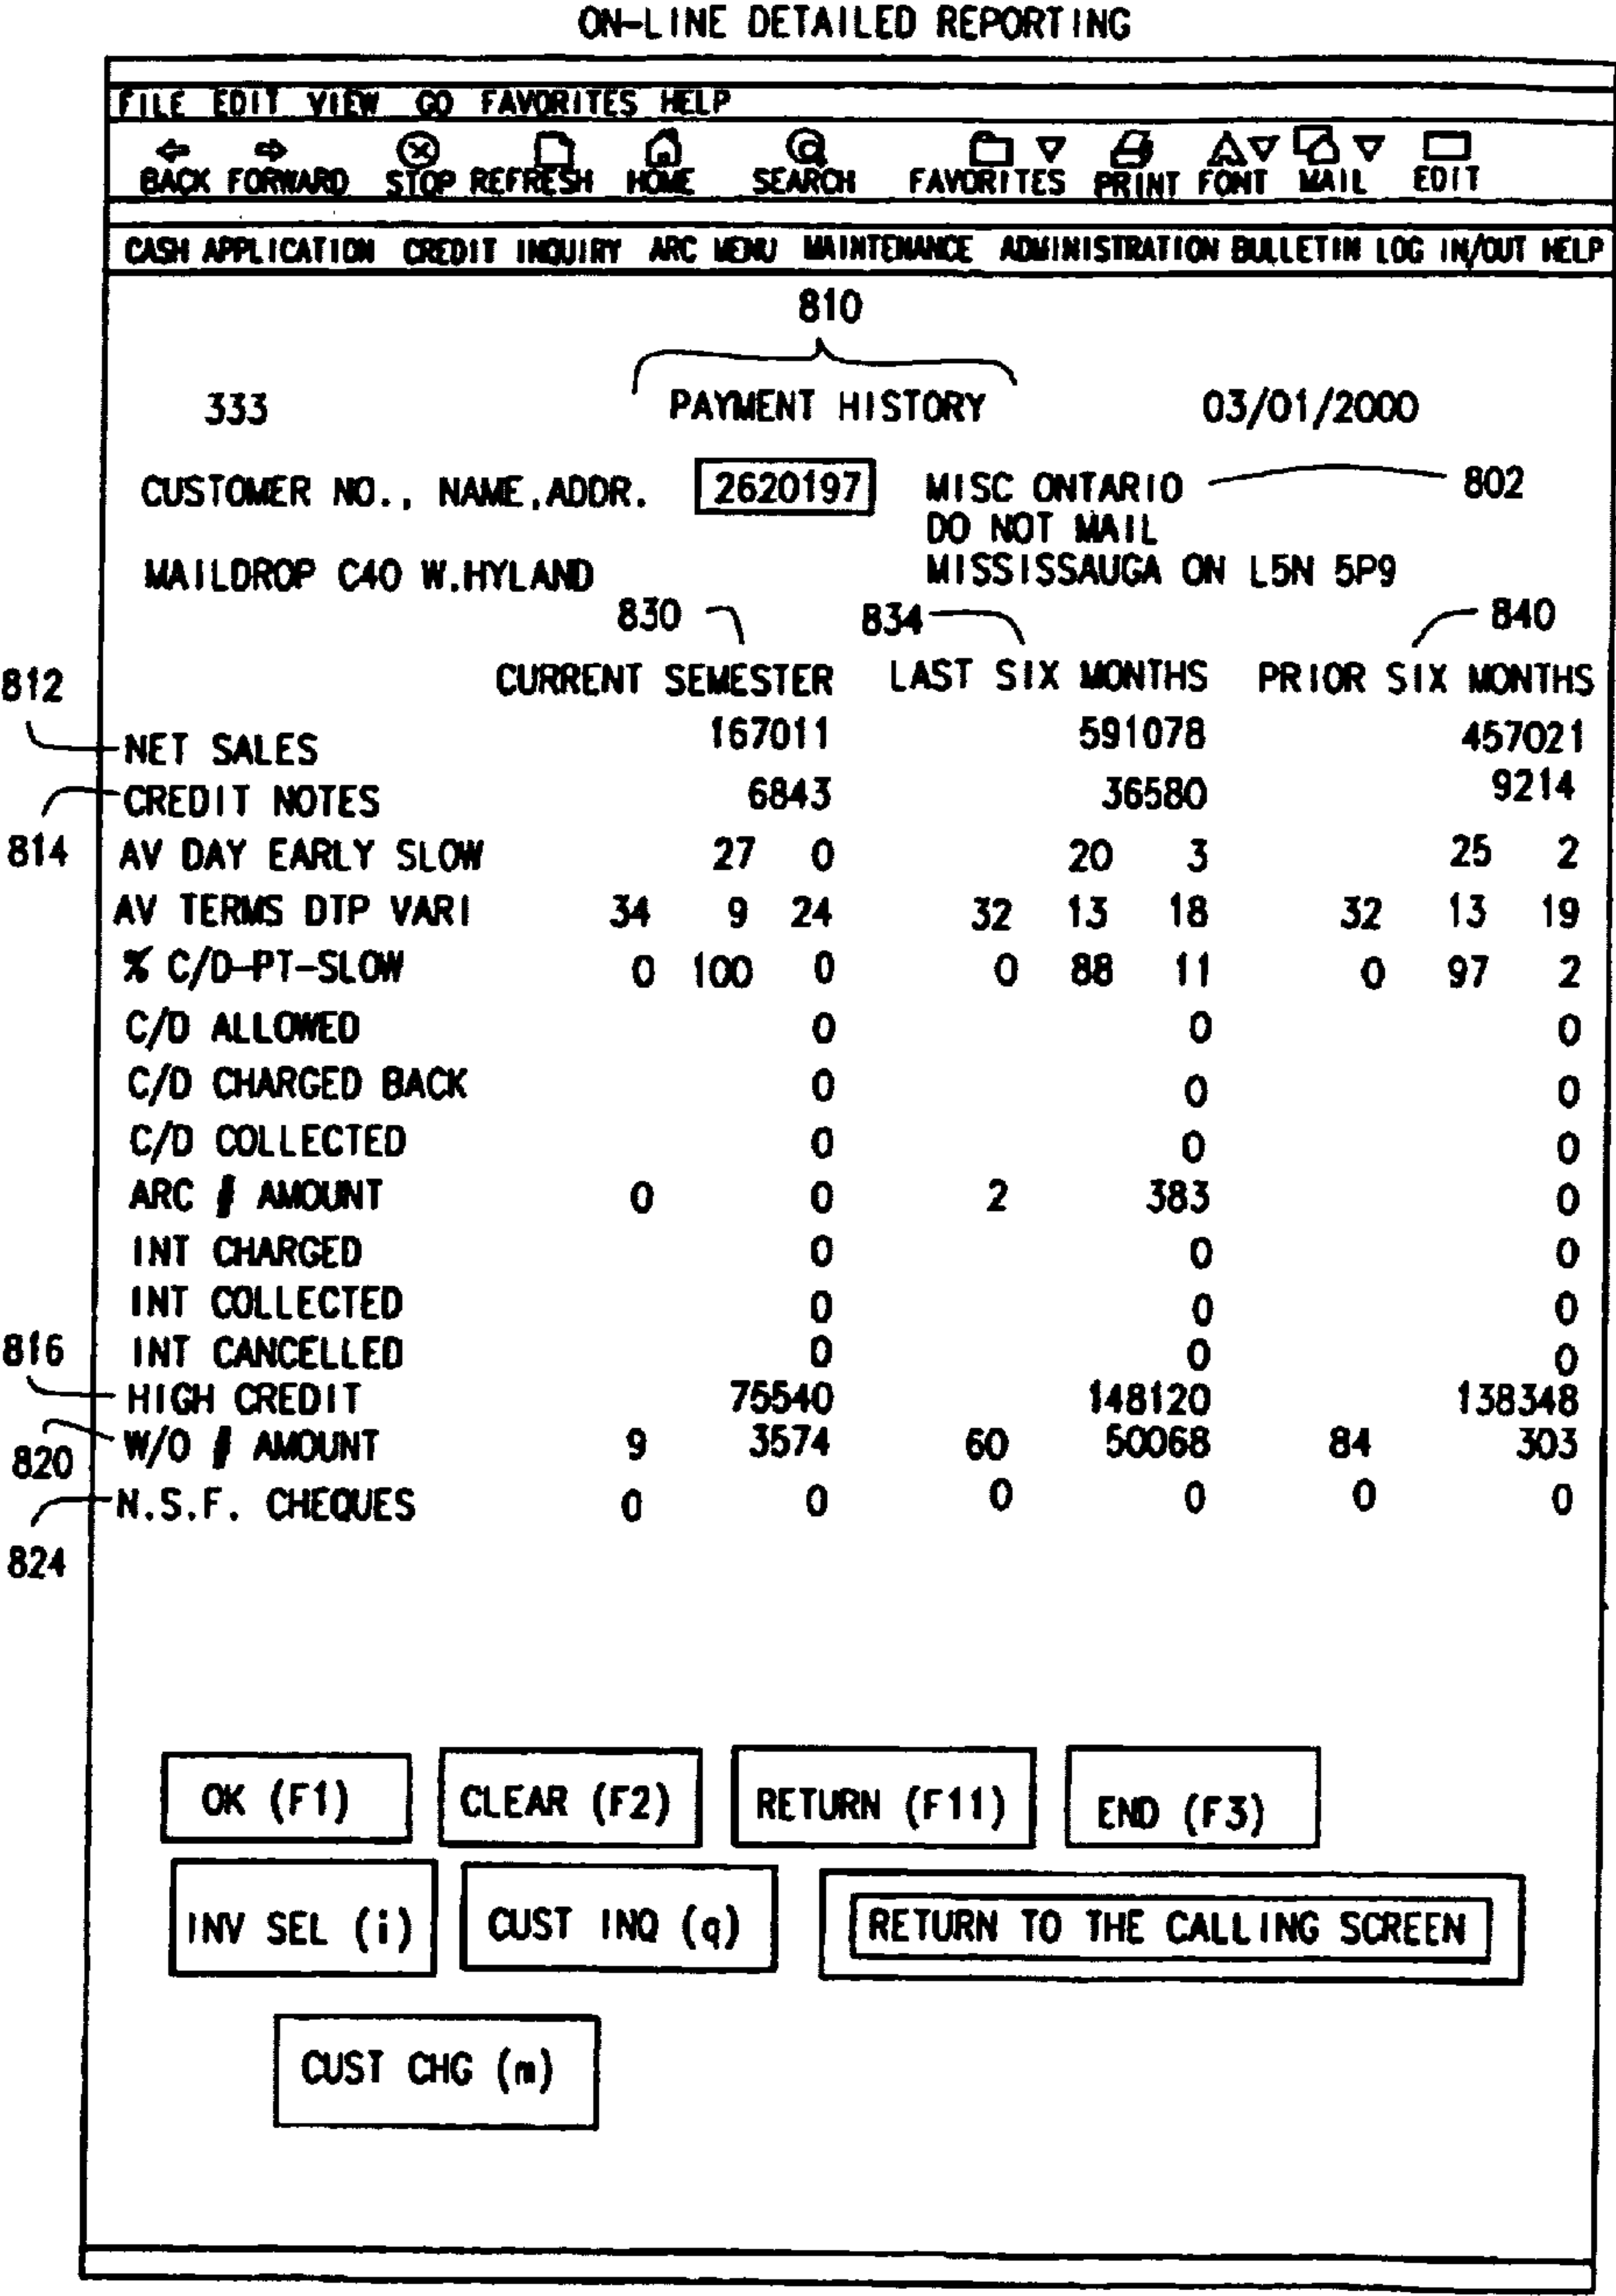 ON-LINE DETAILED REPORTING
FILE EDIT VIEW GO FAVORITES HELP
BACK FORWARD STOP REFRESH HOME SEARCH FAVORITES PRINT FONT MAIL EDIT
CASH APPLICATION CREDIT INQUIRY ARC MENU MAINTENANCE ADMINISTRATION BULLETIN LOG IN/OUT HELP
810
333 PAYMENT HISTORY 03/01/2000
CUSTOMER NO., NAME,ADDR. 2620197 MISC ONTARIO 802
DO NOT MAIL
MAILDROP C40 W.HYLAND MISSISSAUGA ON L5N 5P9
830 834 840
812 CURRENT SEMESTER LAST SIX MONTHS PRIOR SIX MONTHS
NET SALES 167011 591078 457021
CREDIT NOTES 6843 36580 9214
814 AV DAY EARLY SLOW 27 0 20 3 25 2
AV TERMS DTP VARI 34 9 24 32 13 18 32 13 19
% C/D-PT-SLOW 0 100 0 0 88 11 0 97 2
C/D ALLOWED 0 0 0
C/D CHARGED BACK 0 0 0
C/D COLLECTED 0 0 0
ARC # AMOUNT 0 0 2 383 0
INT CHARGED 0 0 0
INT COLLECTED 0 0 0
816 INT CANCELLED 0 0 0
HIGH CREDIT 75540 148120 138348
820 W/O # AMOUNT 9 3574 60 50068 84 303
N.S.F. CHEQUES 0 0 0 0 0 0
824
OK (F1) CLEAR (F2) RETURN (F11) END (F3)
INV SEL (i) CUST INQ (q) RETURN TO THE CALLING SCREEN
CUST CHG (m)